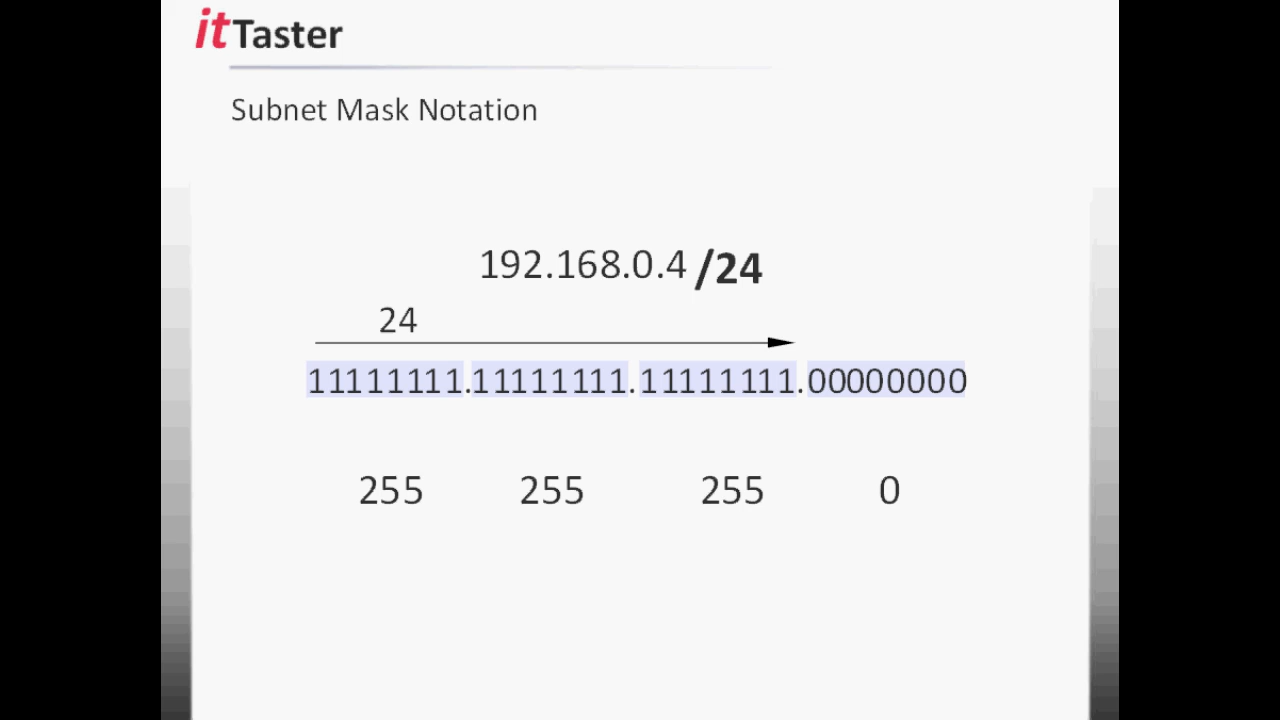 itTaster
Subnet Mask Notation
192.168.0.4 /24
24
11111111.11111111.11111111.00000000
255 255 255 0